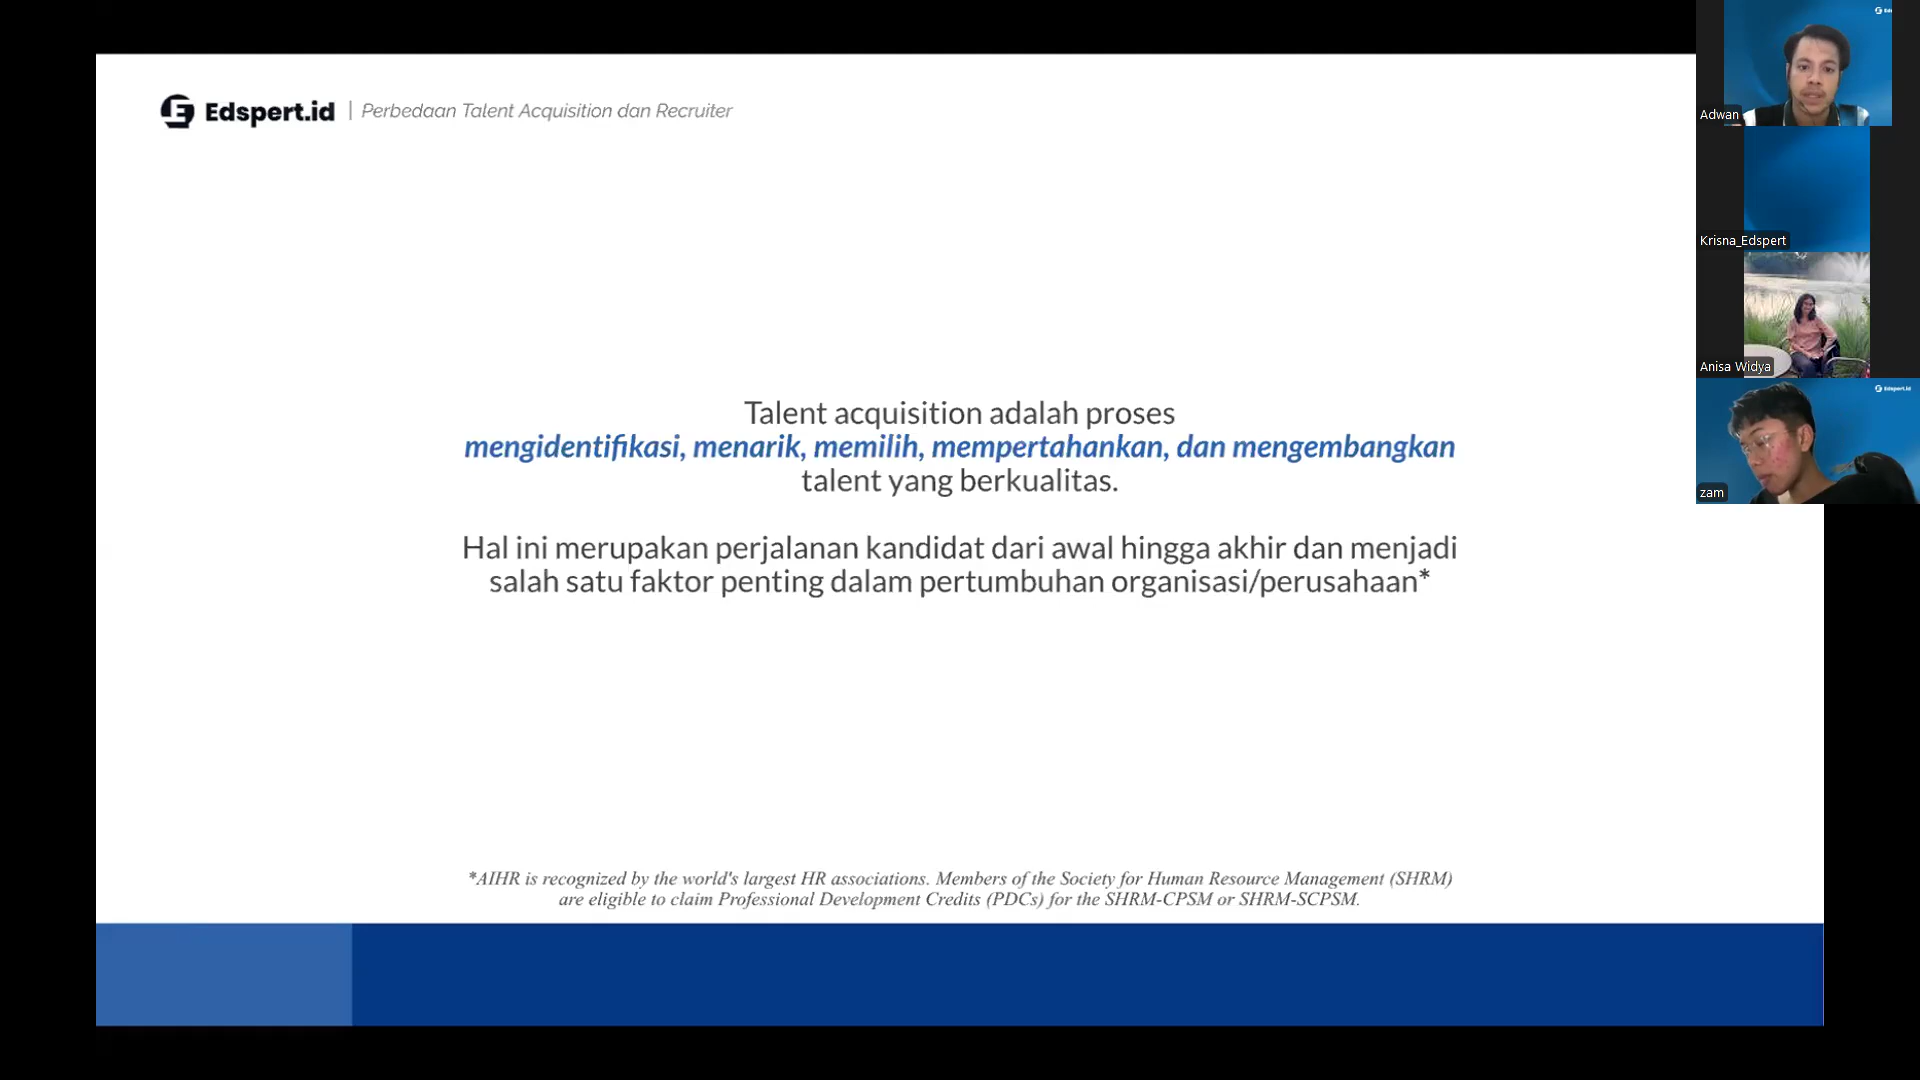 Edspert.id | Perbedaan Talent Acquisition dan Recruiter
Talent acquisition adalah proses
mengidentifikasi, menarik, memilih, mempertahankan, dan mengembangkan
talent yang berkualitas.
Hal ini merupakan perjalanan kandidat dari awal hingga akhir dan menjadi
salah satu faktor penting dalam pertumbuhan organisasi/perusahaan*
*AIHR is recognized by the world's largest HR associations. Members of the Society for Human Resource Management (SHRM)
are eligible to claim Professional Development Credits (PDCs) for the SHRM-CPSM or SHRM-SCPSM.
Adwan
Krisna_Edspert
Anisa Widya
Edspert.id
zam